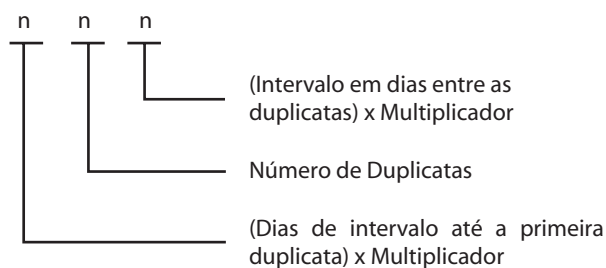 n n n
(Intervalo em dias entre as
duplicatas) x Multiplicador
Número de Duplicatas
(Dias de intervalo até a primeira
duplicata) x Multiplicador